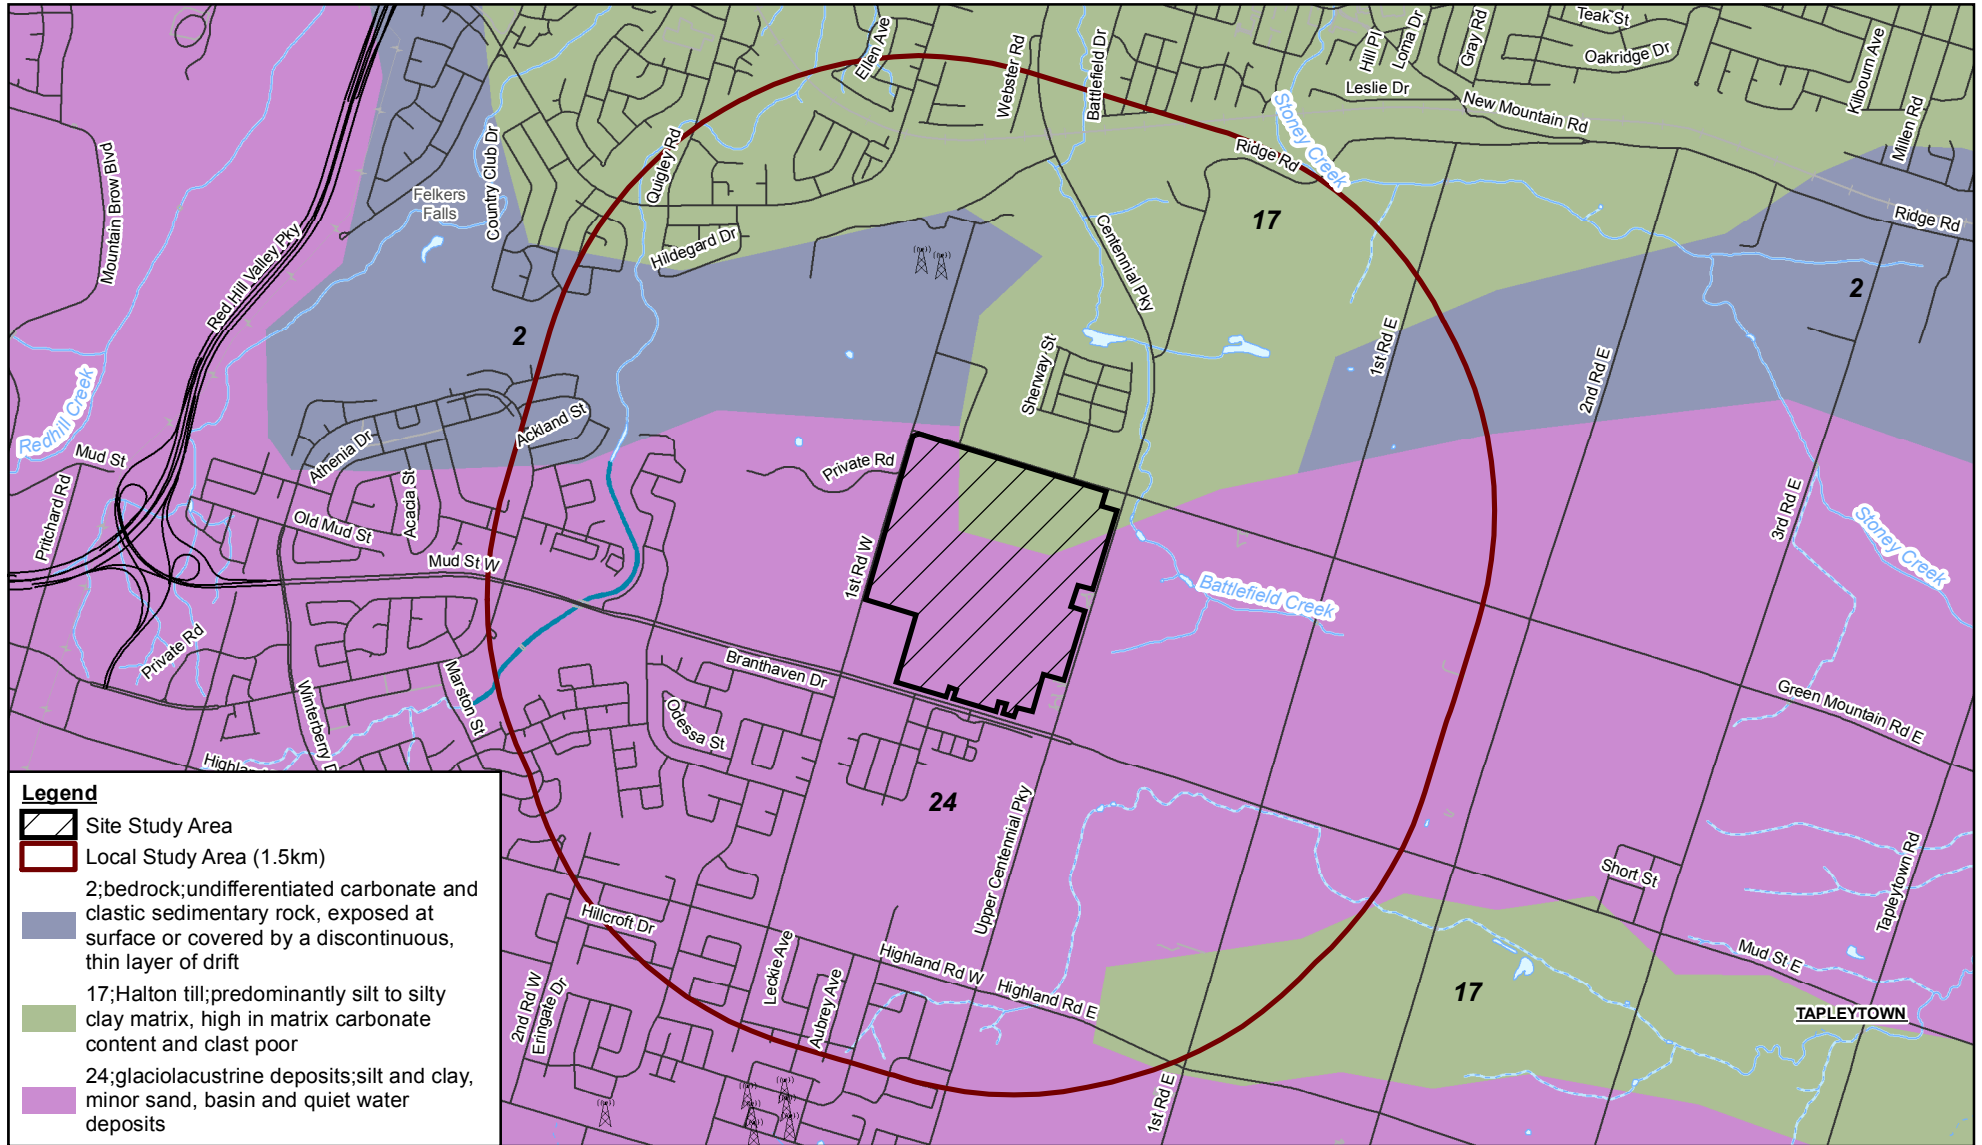 Teak St
Oakridge Dr
Ellen Ave
Webster Rd
Battlefield Dr
Hill Pl
Loma Dr
Gray Rd
Kilbourn Ave
Leslie Dr
New Mountain Rd
Millen Rd
Stoney Creek
Ridge Rd
Mountain Brow Blvd
Country Club Dr
Quigley Rd
Felkers
Falls
17
Ridge Rd
Hildegard Dr
Centennial Pky
Red Hill Valley Pky
2
2
1st Rd E
2nd Rd E
Sherway St
Redhill Creek
Ackland St
Athenia Dr
Mud St
Private Rd
Acacia St
Pritchard Rd
Old Mud St
3rd Rd E
Stoney Creek
Mud St W
1st Rd W
Battlefield Creek
Private Rd
Branthaven Dr
Marston St
Winterberry D
Odessa St
Green Mountain Rd E
Highla
24
Upper Centennial Pky
Short St
Tapleytown Rd
Hillcroft Dr
Highland Rd W
Highland Rd E
Leckie Ave
Aubrey Ave
2nd Rd W
Eringate Dr
Mud St E
17
TAPLEYTOWN
1st Rd E
Legend
Site Study Area
Local Study Area (1.5km)
2;bedrock;undifferentiated carbonate and
clastic sedimentary rock, exposed at
surface or covered by a discontinuous,
thin layer of drift
17;Halton till;predominantly silt to silty
clay matrix, high in matrix carbonate
content and clast poor
24;glaciolacustrine deposits;silt and clay,
minor sand, basin and quiet water
deposits